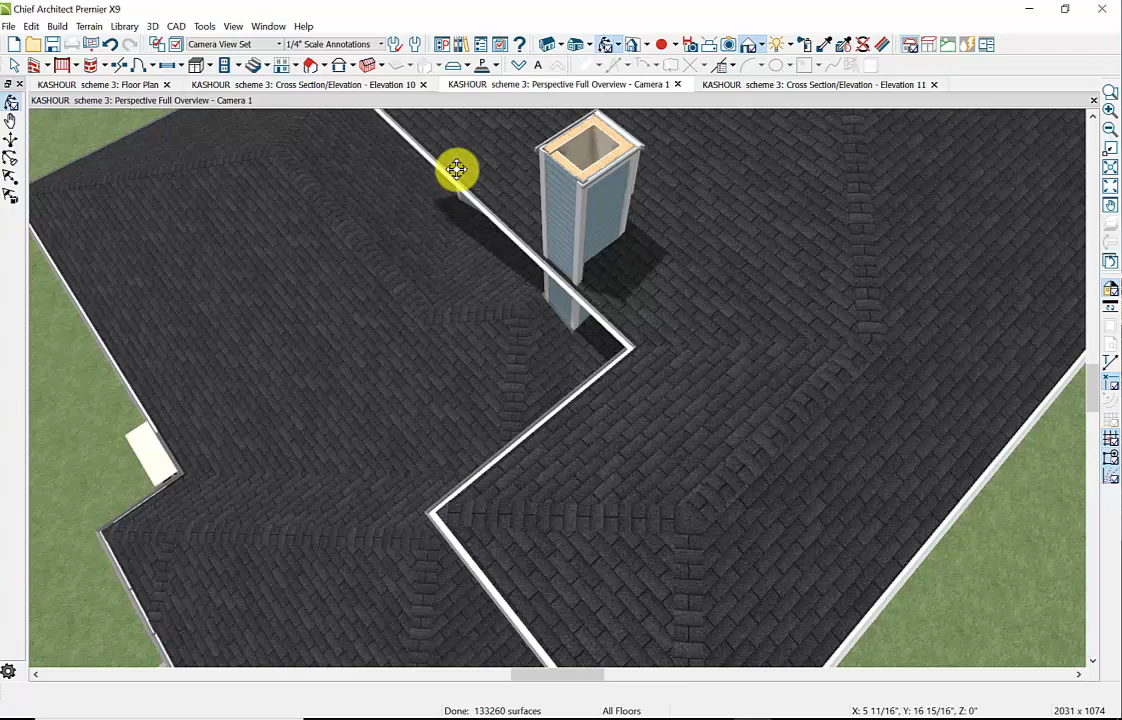 Chief Architect Premier X9
File Edit Build Terrain Library 3D CAD Tools View Window Help
Camera View Set 1/4" Scale Annotations
KASHOUR scheme 3: Floor Plan KASHOUR scheme 3: Cross Section/Elevation - Elevation 10 KASHOUR scheme 3: Perspective Full Overview - Camera 1 KASHOUR scheme 3: Cross Section/Elevation - Elevation 11
KASHOUR scheme 3: Perspective Full Overview - Camera 1
Done: 133260 surfaces All Floors X: 5 11/16", Y: 16 15/16", Z: 0" 2031 x 1074